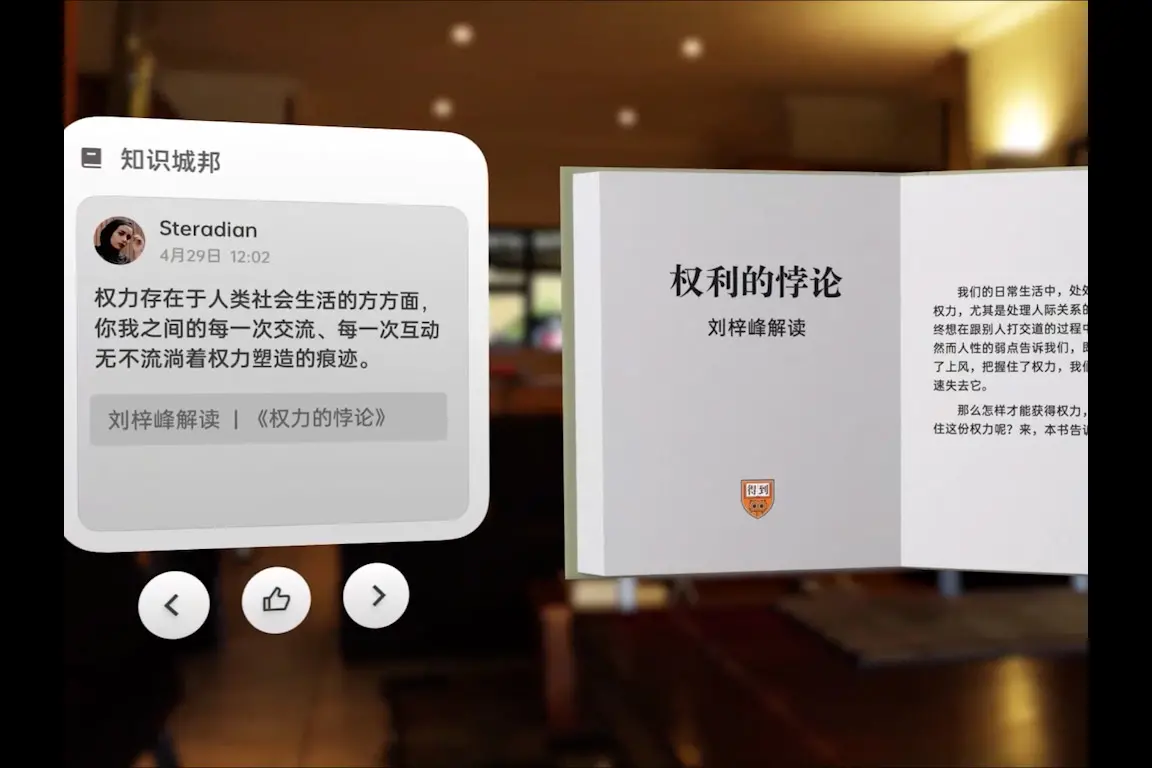 知识城邦
Steradian
4月29日 12:02
权力存在于人类社会生活的方方面，
你我之间的每一次交流、每一次互动
无不流淌着权力塑造的痕迹。
刘梓峰解读 | 《权力的悖论》
权利的悖论
刘梓峰解读
得到
我们的日常生活中，处处
权力，尤其是处理人际关系的
终想在跟别人打交道的过程中
然而人性的弱点告诉我们，即
了上风，把握住了权力，我们
速失去它。
那么怎样才能获得权力，
住这份权力呢？来，本书告诉